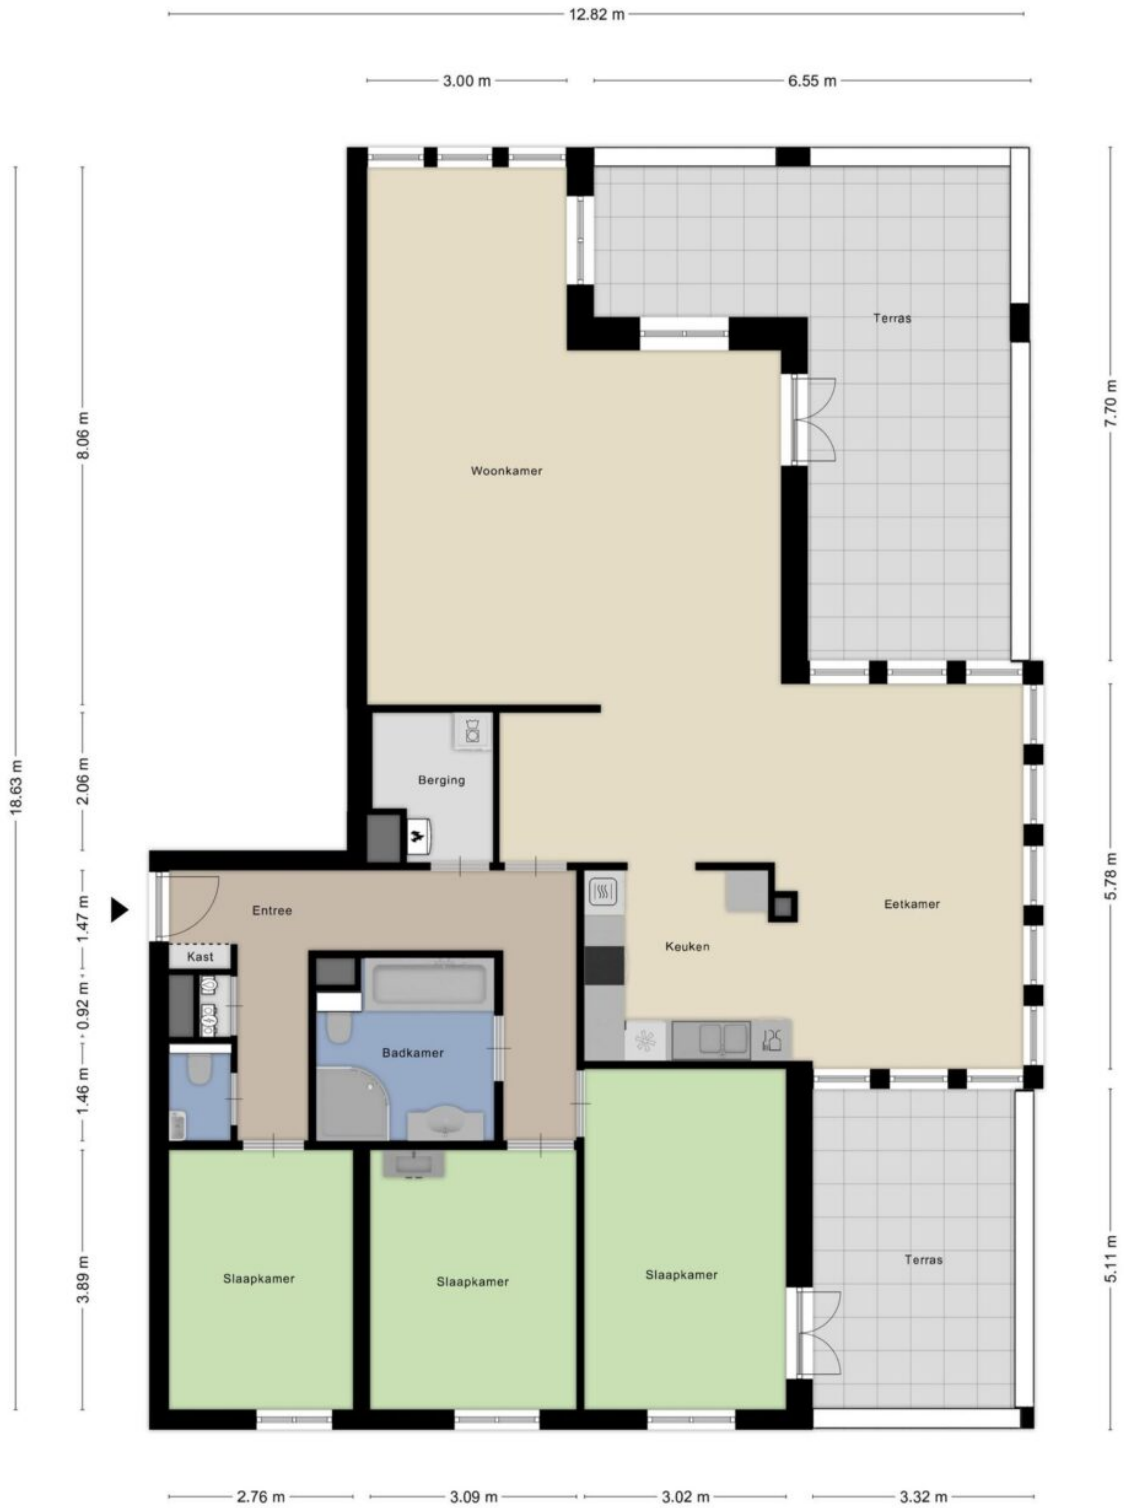 12.82 m
3.00 m
6.55 m
Terras
7.70 m
8.06 m
Woonkamer
18.63 m
2.06 m
Berging
5.78 m
1.47 m
Entree
Eetkamer
Kast
Keuken
0.92 m
Badkamer
1.46 m
3.89 m
Slaapkamer
Slaapkamer
Slaapkamer
Terras
5.11 m
2.76 m
3.09 m
3.02 m
3.32 m